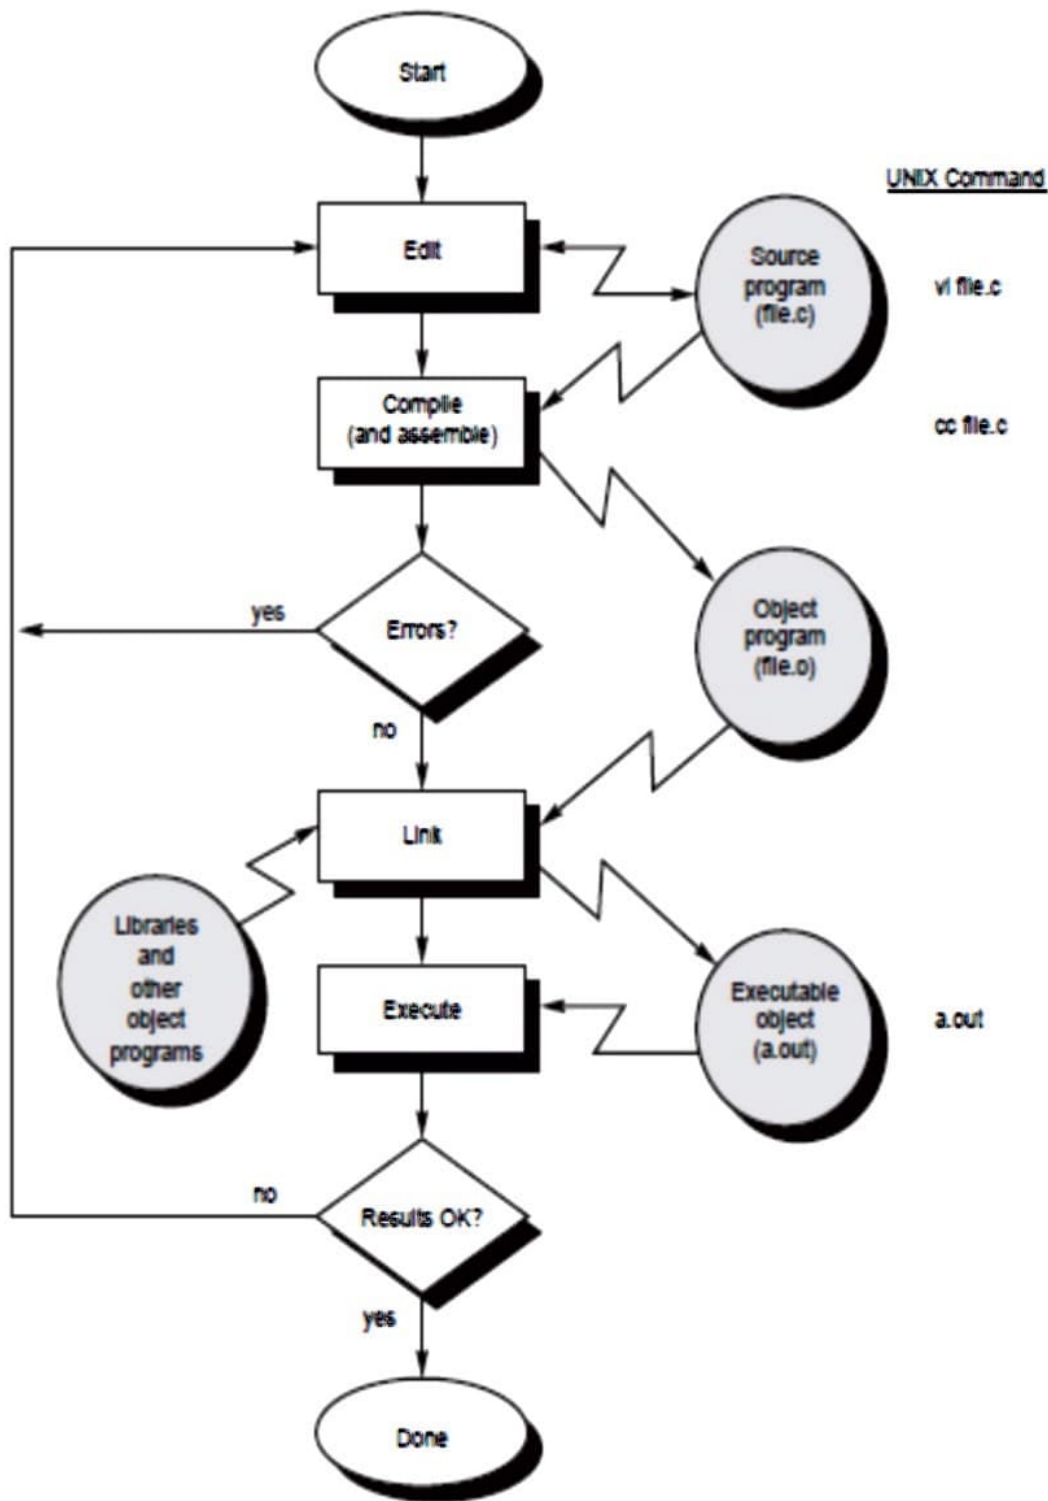 Start
UNIX Command
Edit
Source
program
(file.c)
vi file.c
Compile
(and assemble)
cc file.c
yes
Errors?
Object
program
(file.o)
no
Link
Libraries
and
other
object
programs
Execute
Executable
object
(a.out)
a.out
no
Results OK?
yes
Done